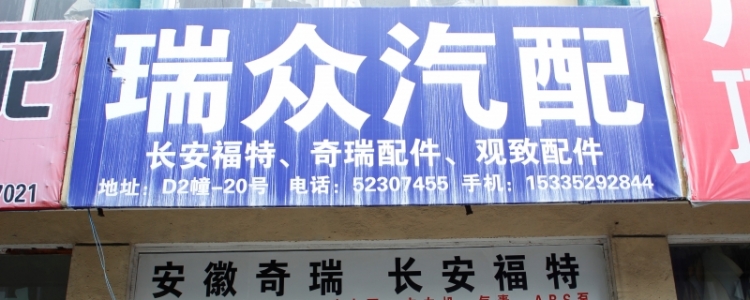 瑞众汽配
长安福特、奇瑞配件、观致配件
地址：D2幢-20号 电话：52307455 手机：15335292844
配
7021
安徽奇瑞 长安福特